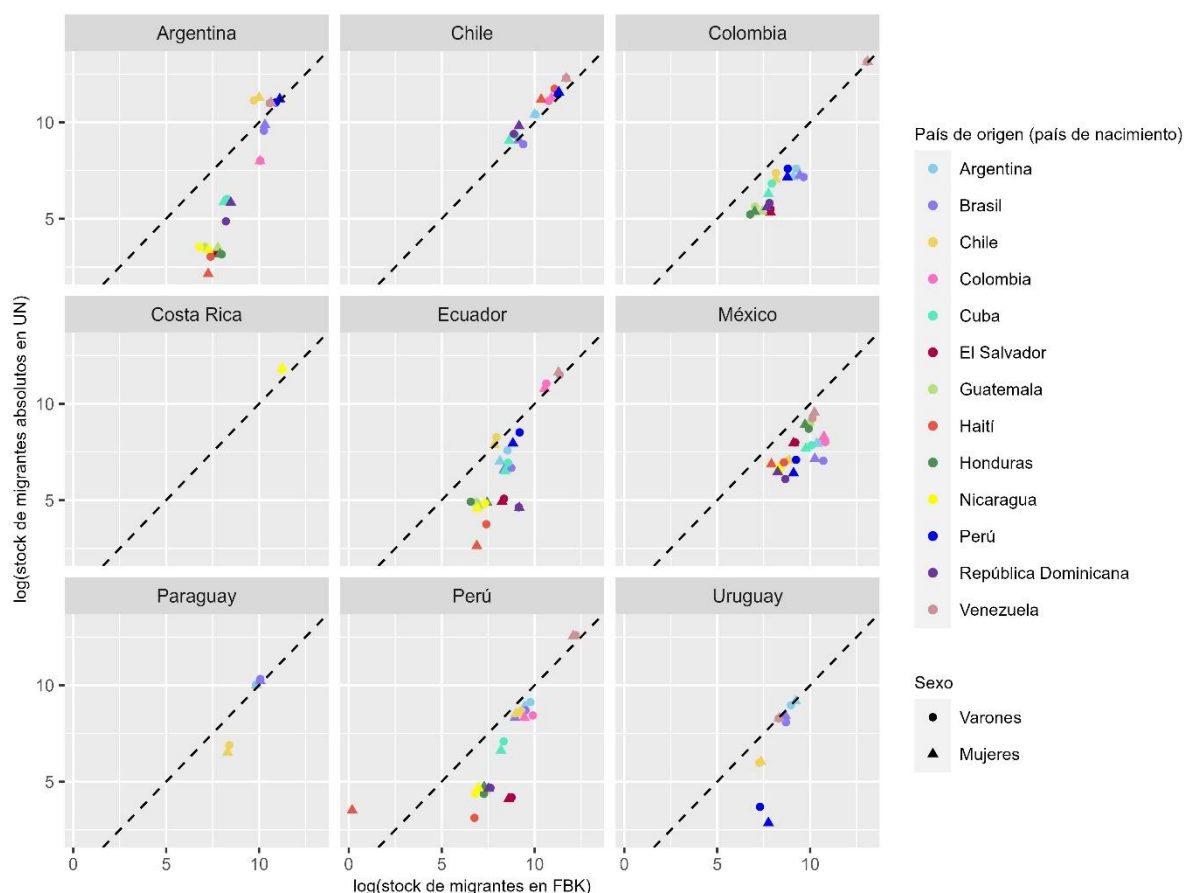 Argentina
Chile
Colombia
10
5
Costa Rica
Ecuador
México
10
5
Paraguay
Perú
Uruguay
10
5
0
5
10
0
5
10
0
5
10
log(stock de migrantes en FBK)
log(stock de migrantes absolutos en UN)
País de origen (país de nacimiento)
Argentina
Brasil
Chile
Colombia
Cuba
El Salvador
Guatemala
Haití
Honduras
Nicaragua
Perú
República Dominicana
Venezuela
Sexo
Varones
Mujeres